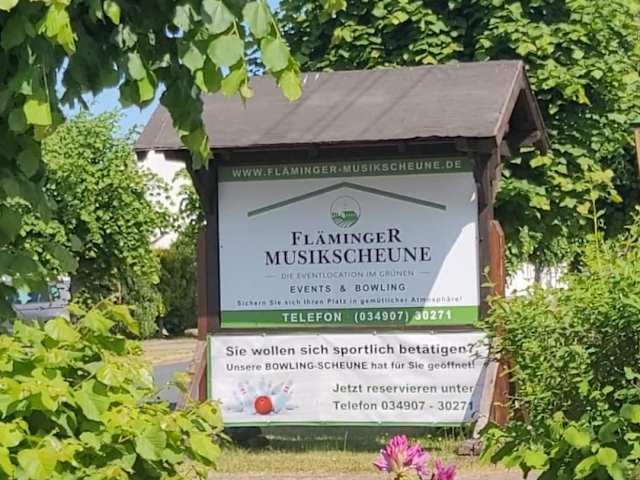 WWW.FLÄMINGER-MUSIKSCHEUNE.DE
FLÄMINGER
MUSIKSCHEUNE
— DIE EVENTLOCATION IM GRÜNEN —
EVENTS & BOWLING
Sichern Sie sich Ihren Platz in gemütlicher Atmosphäre!
TELEFON (034907) 30271
Sie wollen sich sportlich betätigen?
Unsere BOWLING-SCHEUNE hat für Sie geöffnet!
Jetzt reservieren unter
Telefon 034907 - 30271